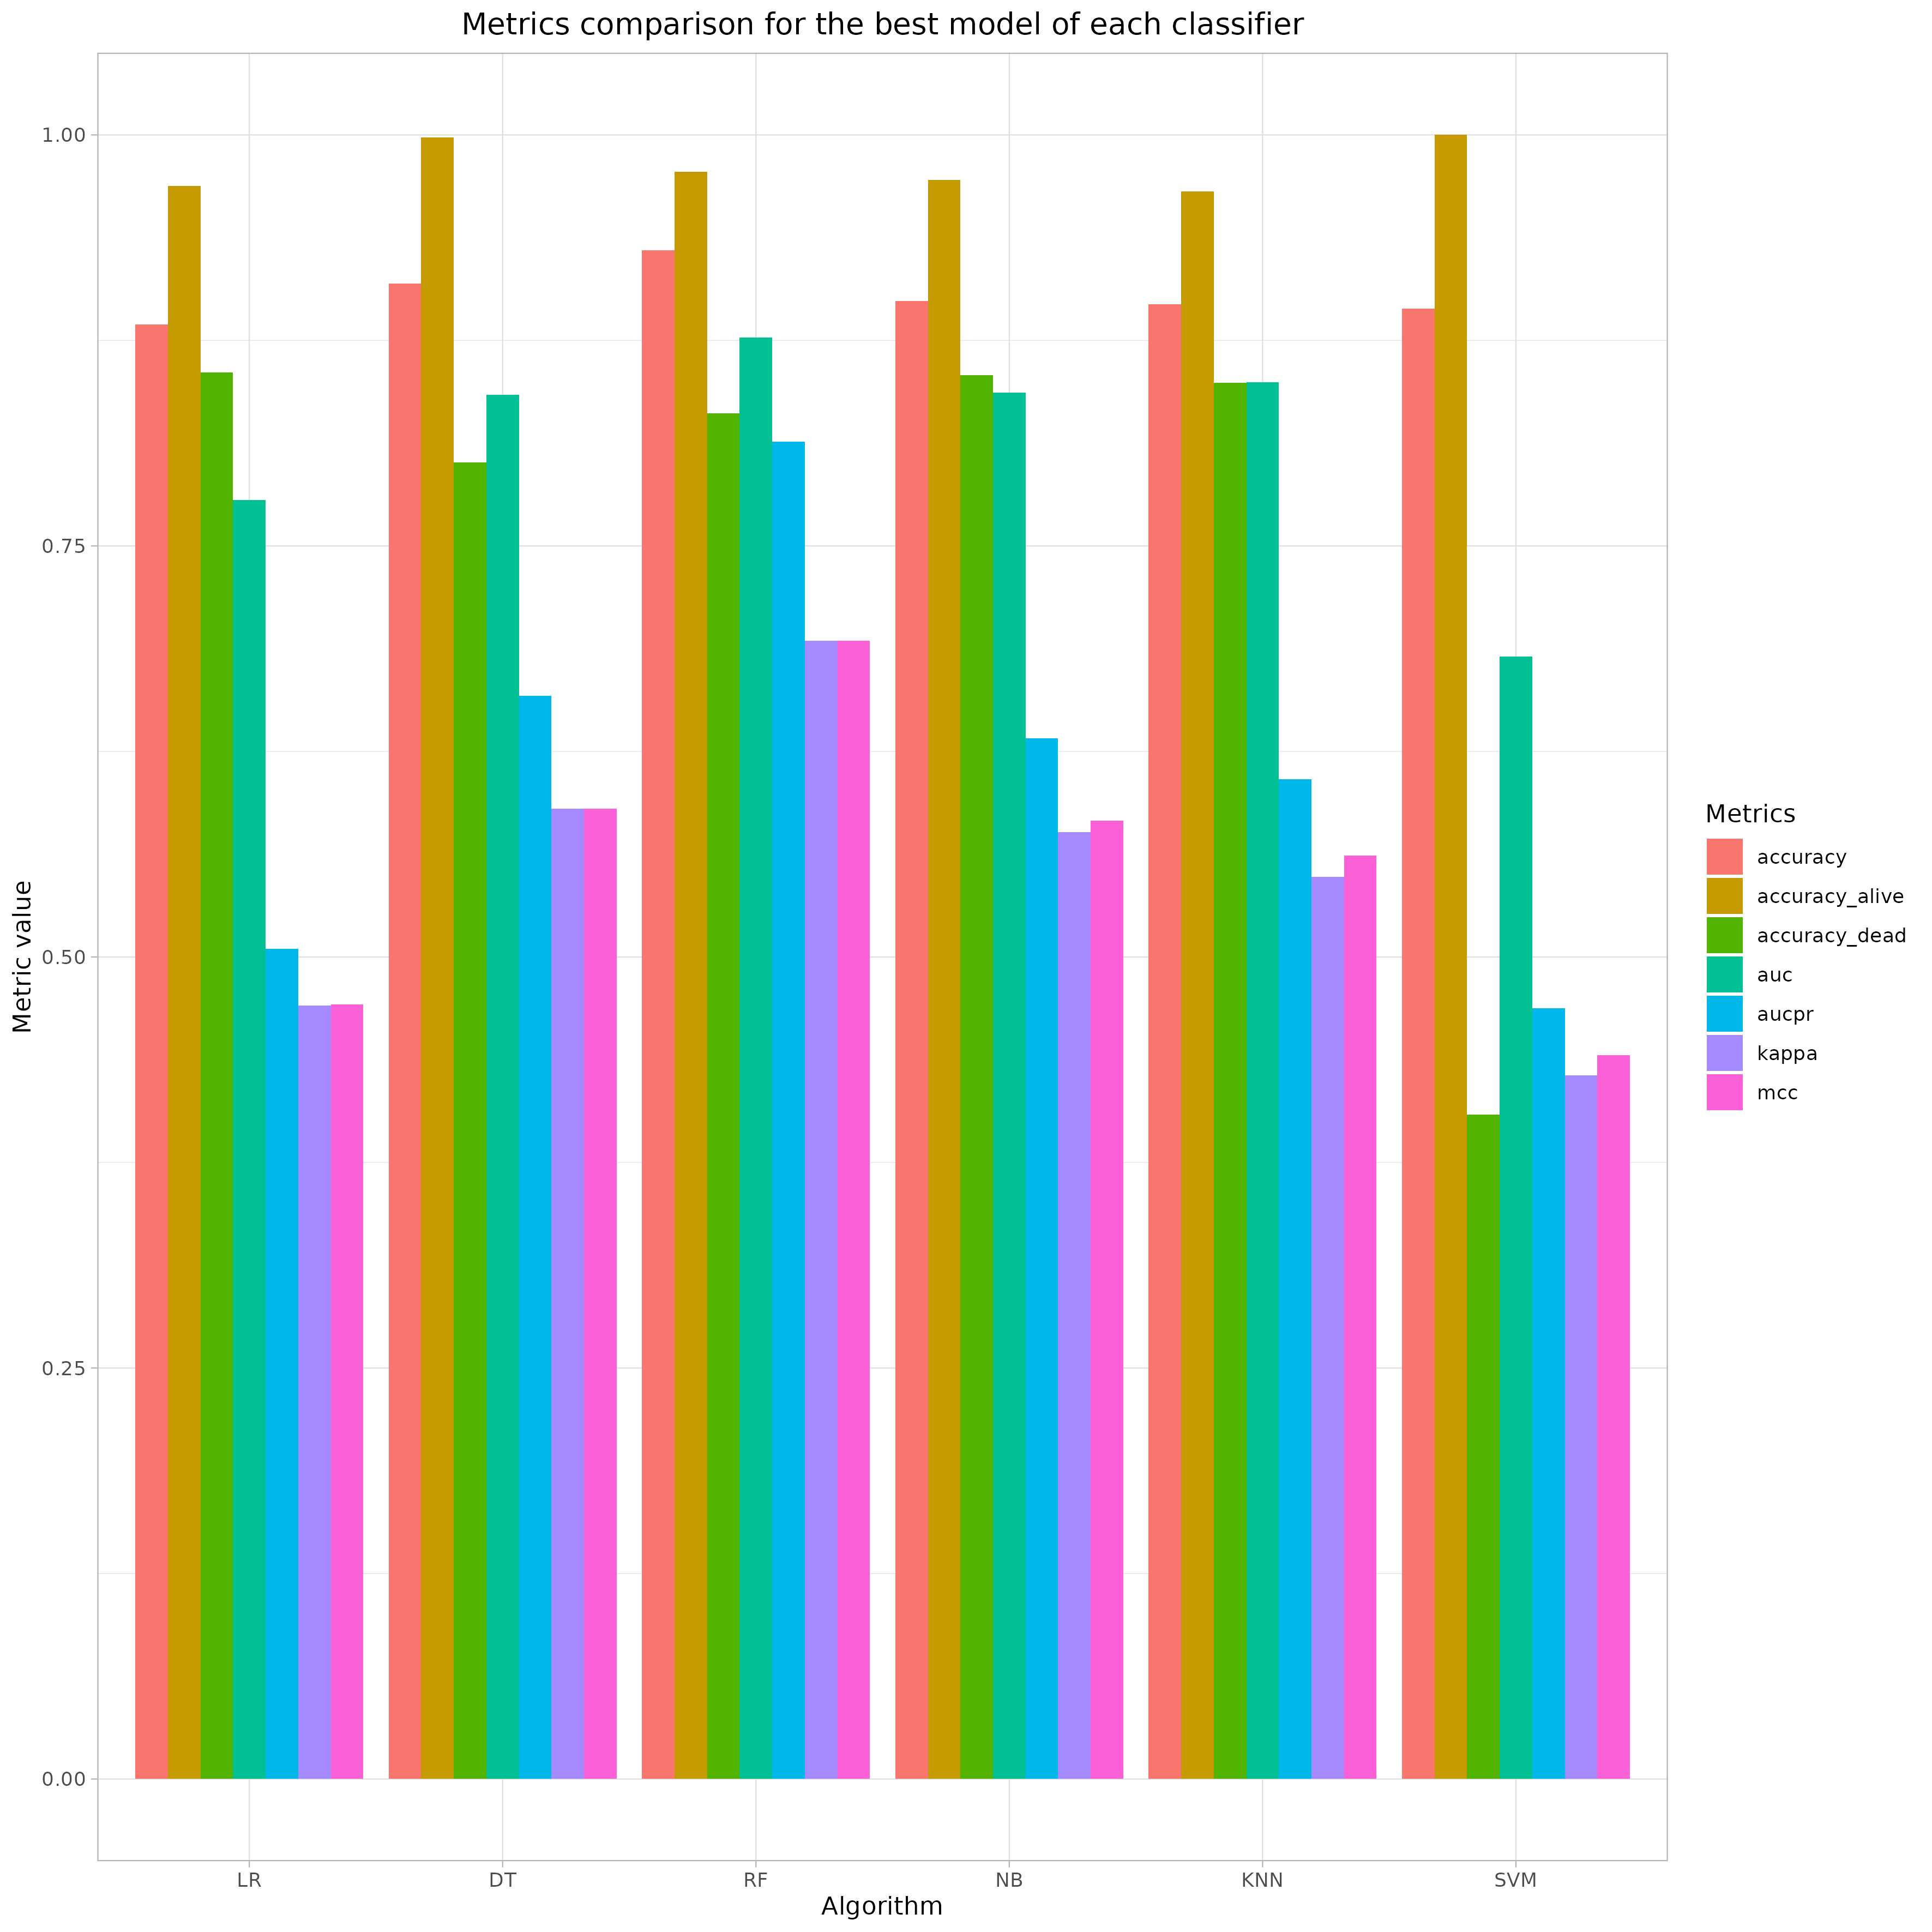 Metrics comparison for the best model of each classifier
Metric value
1.00
0.75
0.50
0.25
0.00
LR DT RF NB KNN SVM
Algorithm
Metrics
accuracy
accuracy_alive
accuracy_dead
auc
aucpr
kappa
mcc